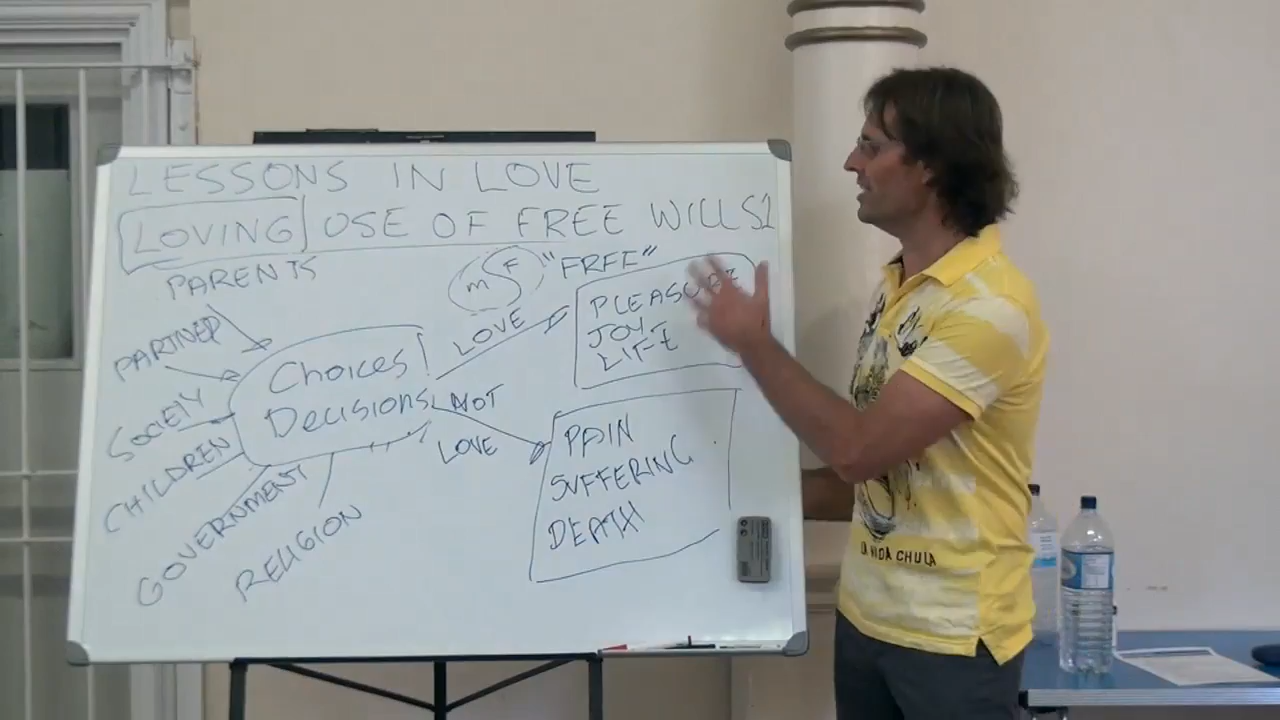 LESSONS IN LOVE
LOVING USE OF FREE WILLS1
PARENTS
M F "FREE"
PARTNER
SOCIETY
CHILDREN
GOVERNMENT
RELIGION
Choices
Decisions
LOVE
NOT
LOVE
PLEASURE
JOY
LIFE
PAIN
SUFFERING
DEATH
LA VIDA CHULA